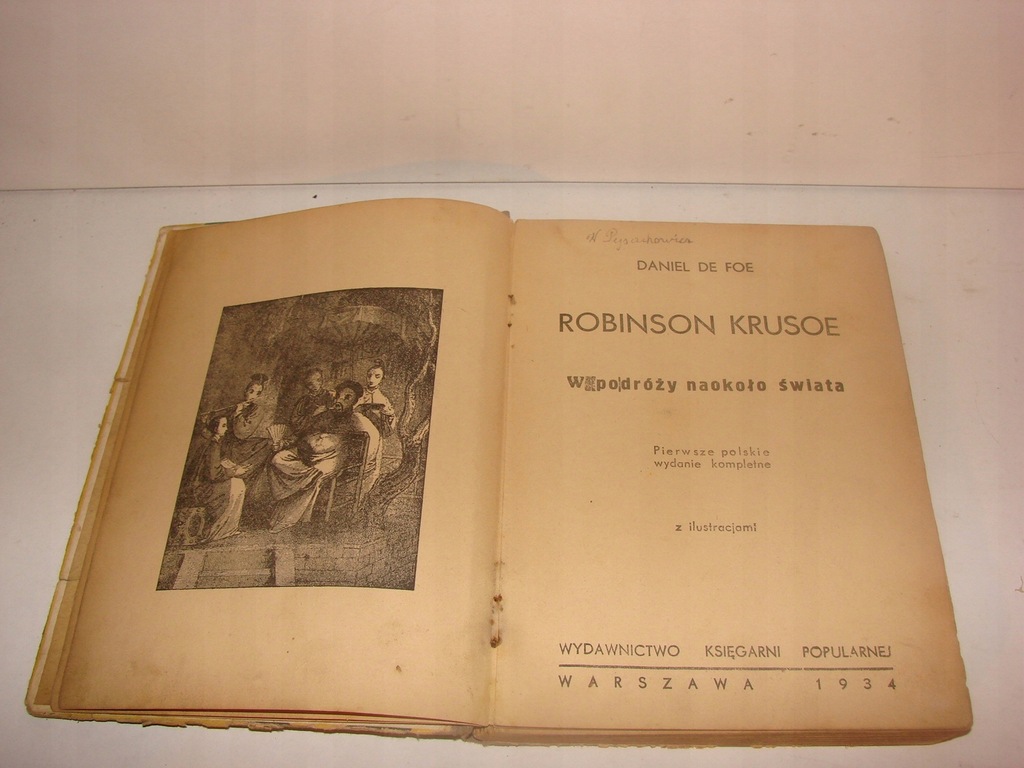 W
DANIEL DE FOE
ROBINSON KRUSOE
W podróży naokoło świata
Pierwsze polskie
wydanie kompletne
z ilustracjami
WYDAWNICTWO KSIĘGARNI POPULARNEJ
WARSZAWA 1934